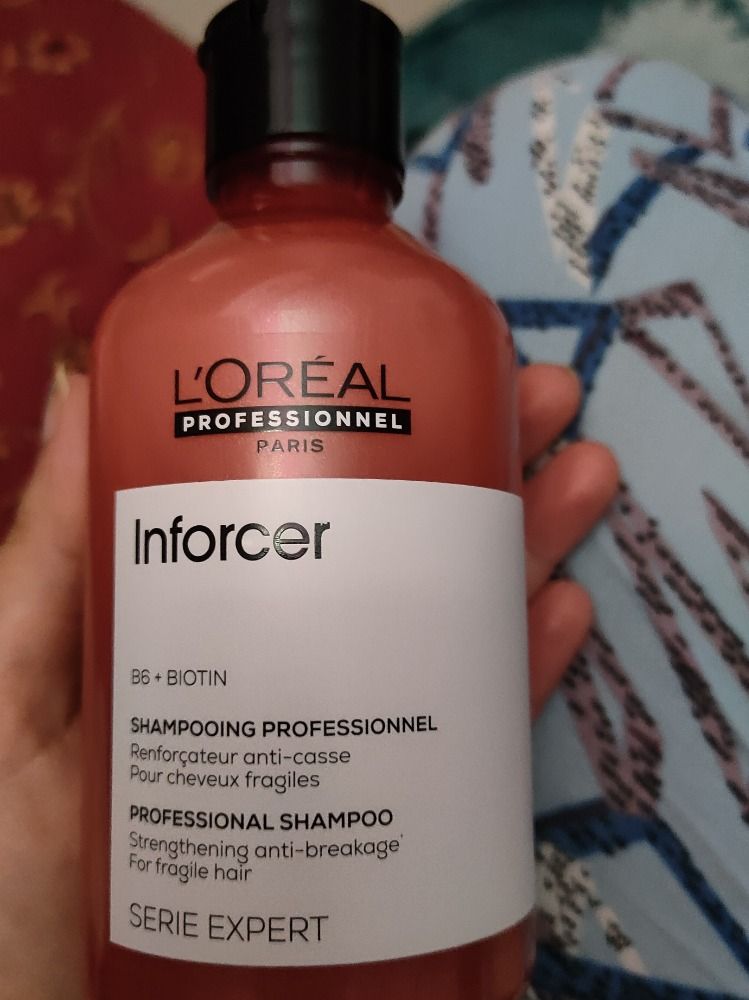 L'ORÉAL
PROFESSIONNEL
PARIS
Inforcer
B6 + BIOTIN
SHAMPOOING PROFESSIONNEL
Renforçateur anti-casse
Pour cheveux fragiles
PROFESSIONAL SHAMPOO
Strengthening anti-breakage'
For fragile hair
SERIE EXPERT